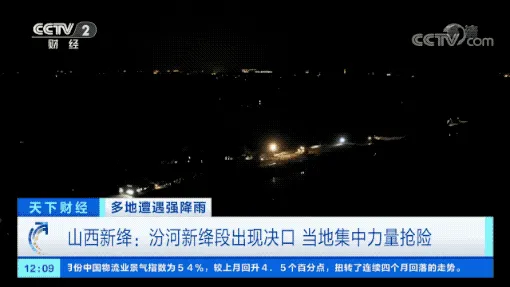 CCTV 2
财经
CCTV.com
天下财经 多地遭遇强降雨
山西新绛：汾河新绛段出现决口 当地集中力量抢险
12:09 月份中国物流业景气指数为54%，较上月回升4．5个百分点，扭转了连续四个月回落的走势。